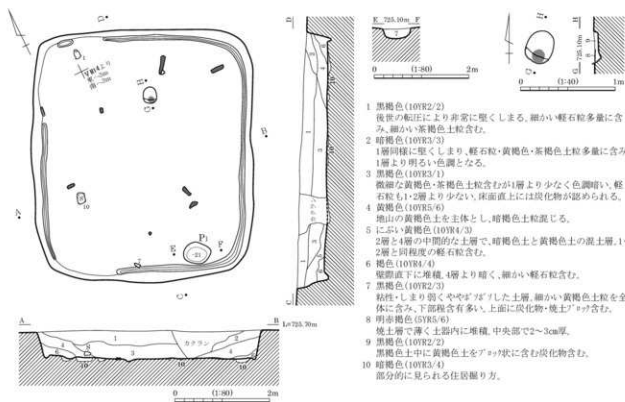 D
K 725.10m F
7
0 (1:80) 2m
H
G
725.10m
0 (1:40) 1m
1 黒褐色(10YR2/2)
後世の転圧により非常に堅くしまる。細かい軽石粒多量に含
み、細かい茶褐色土粒含む。
2 暗褐色(10YR3/3)
1層同様に堅くしまり、軽石粒・黄褐色・茶褐色土粒多量に含み
1層より明るい色調となる。
3 黒褐色(10YR3/1)
微細な黄褐色・茶褐色土粒含むが1層より少なく色調暗い。軽
石粒も1・2層より少ない。床面直上には炭化物が認められる。
4 黄褐色(10YR5/6)
地山の黄褐色土を主体とし、暗褐色土粒混じる。
5 にぶい黄褐色(10YR4/3)
2層と4層の中間的な土層で、暗褐色土と黄褐色土の混土層、1・
2層と同程度の軽石粒含む。
6 褐色(10YR4/4)
壁際直下に堆積。4層より暗く、細かい軽石粒含む。
7 黒褐色(10YR2/3)
粘性・しまり弱くややボソボソした土層。細かい黄褐色土粒を全
体に含み、下部程含有多い。上面に炭化物・焼土ブロック含む。
8 明赤褐色(5YR5/6)
焼土層で薄く土器内に堆積。中央部で2～3cm厚。
9 黒褐色(10YR2/2)
黒褐色土中に黄褐色土をブロック状に含む炭化物含む。
10 暗褐色(10YR3/4)
部分的に見られる住居掘り方。
P1
-21
C
カクラン
A
B L=725.70m
カクラン
0 (1:80) 2m